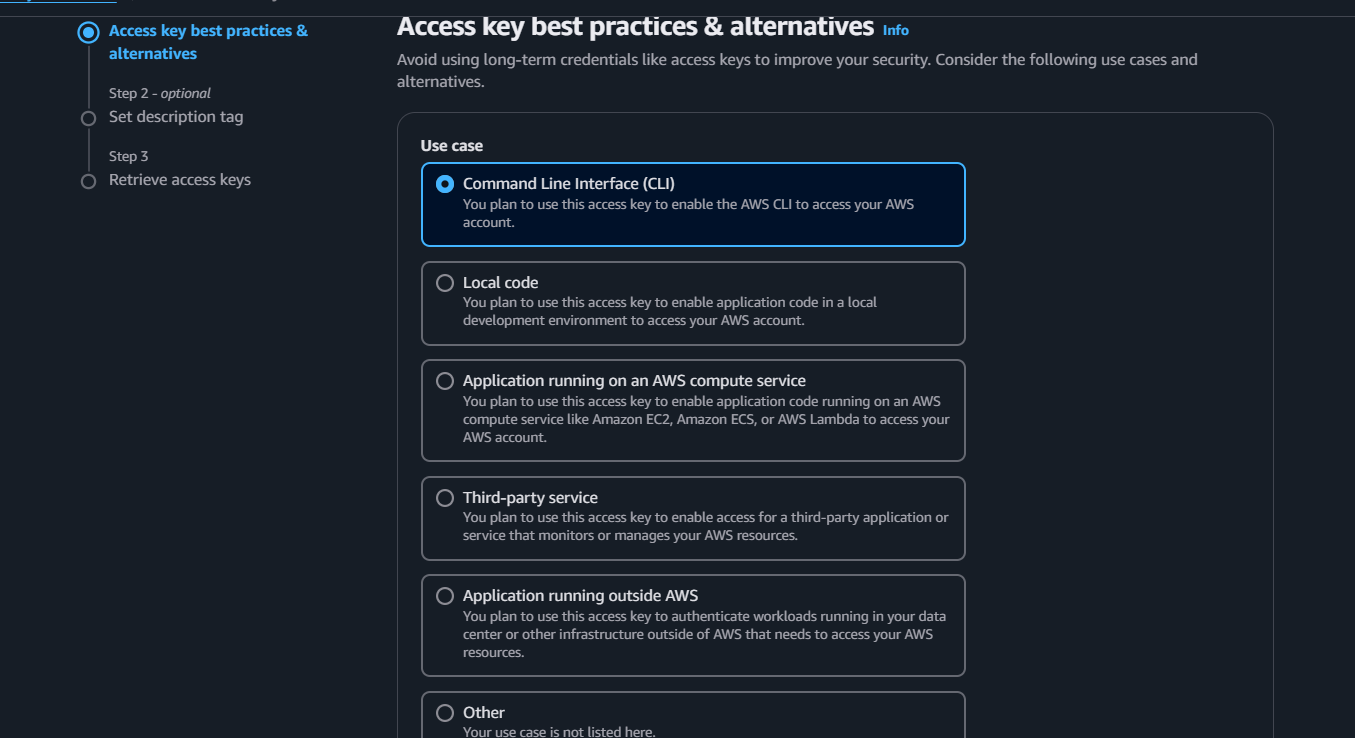 Access key best practices &
alternatives
Step 2 - optional
Set description tag
Step 3
Retrieve access keys
Access key best practices & alternatives Info
Avoid using long-term credentials like access keys to improve your security. Consider the following use cases and
alternatives.
Use case
Command Line Interface (CLI)
You plan to use this access key to enable the AWS CLI to access your AWS
account.
Local code
You plan to use this access key to enable application code in a local
development environment to access your AWS account.
Application running on an AWS compute service
You plan to use this access key to enable application code running on an AWS
compute service like Amazon EC2, Amazon ECS, or AWS Lambda to access your
AWS account.
Third-party service
You plan to use this access key to enable access for a third-party application or
service that monitors or manages your AWS resources.
Application running outside AWS
You plan to use this access key to authenticate workloads running in your data
center or other infrastructure outside of AWS that needs to access your AWS
resources.
Other
Your use case is not listed here.